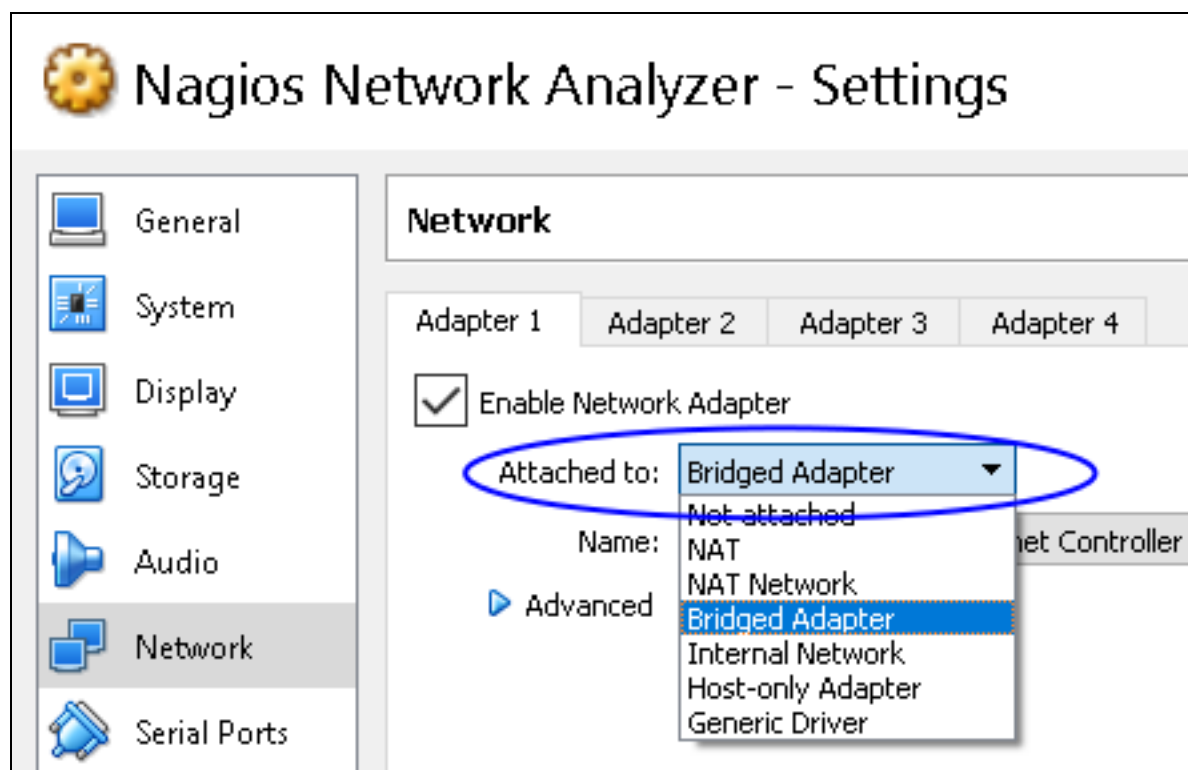 Nagios Network Analyzer - Settings
General
System
Display
Storage
Audio
Network
Serial Ports
Network
Adapter 1 Adapter 2 Adapter 3 Adapter 4
Enable Network Adapter
Attached to: Bridged Adapter
Not attached
Name: NAT net Controller
NAT Network
Advanced
Bridged Adapter
Internal Network
Host-only Adapter
Generic Driver